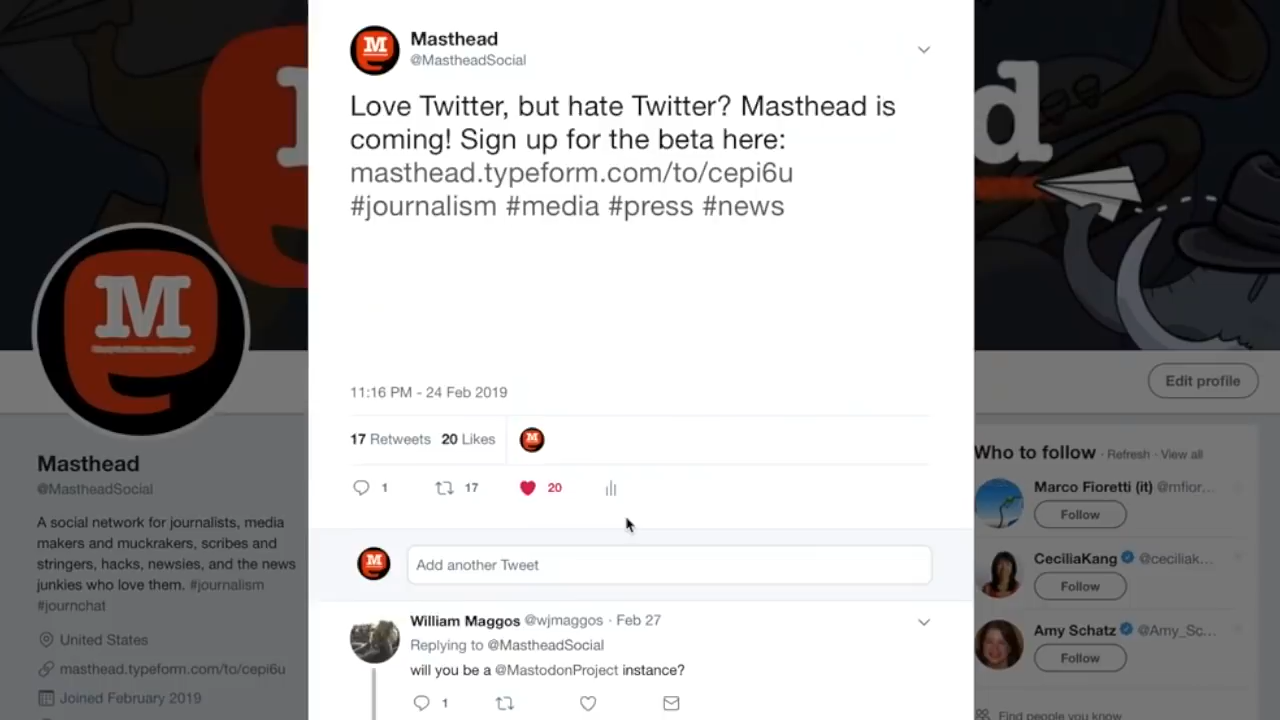 M
Masthead
@MastheadSocial
Love Twitter, but hate Twitter? Masthead is
coming! Sign up for the beta here:
masthead.typeform.com/to/cepi6u
#journalism #media #press #news
11:16 PM - 24 Feb 2019
17 Retweets 20 Likes
M
1 17 20
M
Add another Tweet
William Maggos @wjmaggos · Feb 27
Replying to @MastheadSocial
will you be a @MastodonProject instance?
1
M
Masthead
@MastheadSocial
A social network for journalists, media
makers and muckrakers, scribes and
stringers, hacks, newsies, and the news
junkies who love them. #journalism
#journchat
United States
masthead.typeform.com/to/cepi6u
Joined February 2019
d
Edit profile
Who to follow · Refresh · View all
Marco Fioretti (it) @mfior...
Follow
CeciliaKang @ceciliak...
Follow
Amy Schatz @Amy_Sc...
Follow
Find people you know